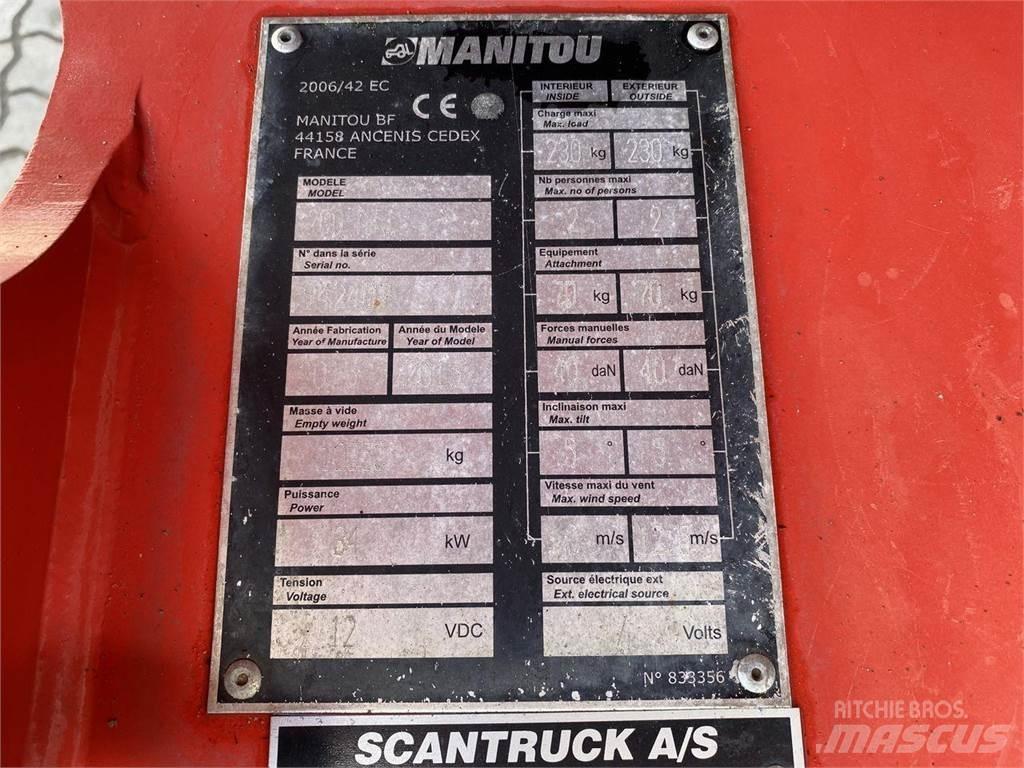 MANITOU
2006/42 EC
CE
MANITOU BF
44158 ANCENIS CEDEX
FRANCE
MODELE
MODEL
N° dans la série
Serial no.
Année Fabrication
Year of Manufacture
Année du Modele
Year of Model
Masse à vide
Empty weight
kg
Puissance
Power
kW
Tension
Voltage
12 VDC
INTERIEUR
INSIDE
EXTERIEUR
OUTSIDE
Charge maxi
Max. load
230 kg 230 kg
Nb personnes maxi
Max. no of persons
2 2
Equipement
Attachment
70 kg 70 kg
Forces manuelles
Manual forces
40 daN 40 daN
Inclinaison maxi
Max. tilt
5 ° 5 °
Vitesse maxi du vent
Max. wind speed
m/s m/s
Source électrique ext
Ext. electrical source
Volts
N° 833356
SCANTRUCK A/S
RITCHIE BROS.
MASCUS